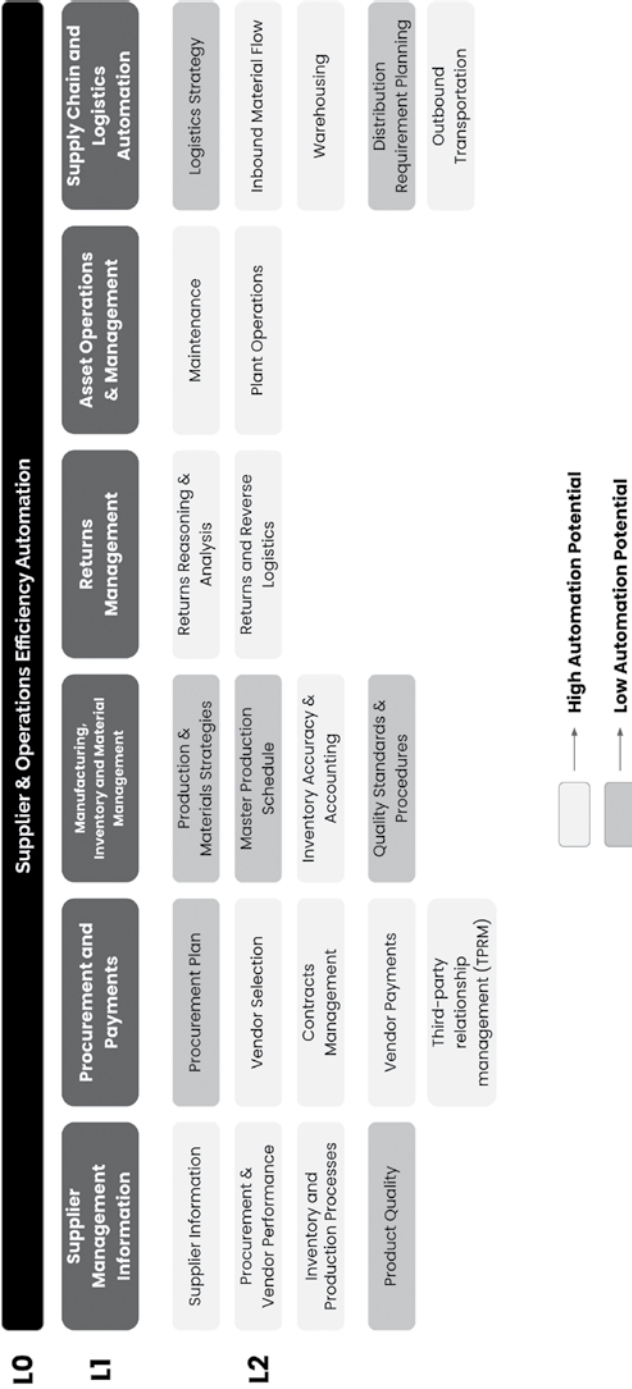 L0
Supplier & Operations Efficiency Automation
L1
Supplier
Management
Information
Procurement and
Payments
Manufacturing,
Inventory and Material
Management
Returns
Management
Asset Operations
& Management
Supply Chain and
Logistics
Automation
L2
Supplier Information
Procurement &
Vendor Performance
Inventory and
Production Processes
Product Quality
Procurement Plan
Vendor Selection
Contracts
Management
Vendor Payments
Third-party
relationship
management (TPRM)
Production &
Materials Strategies
Master Production
Schedule
Inventory Accuracy &
Accounting
Quality Standards &
Procedures
Returns Reasoning &
Analysis
Returns and Reverse
Logistics
Maintenance
Plant Operations
Logistics Strategy
Inbound Material Flow
Warehousing
Distribution
Requirement Planning
Outbound
Transportation
High Automation Potential
Low Automation Potential